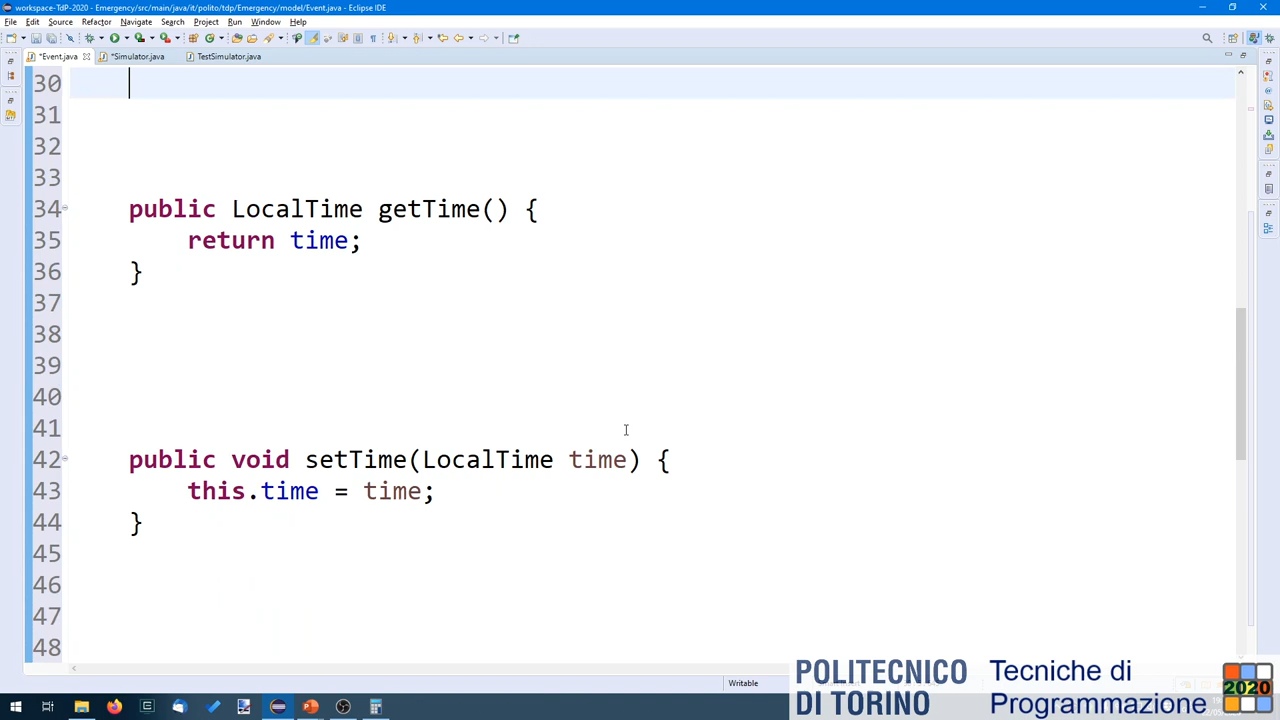 workspace-TdP-2020 - Emergency/src/main/java/it/polito/tdp/Emergency/model/Event.java - Eclipse IDE
File Edit Source Refactor Navigate Search Project Run Window Help
*Event.java *Simulator.java TestSimulator.java
30
31
32
33
34 public LocalTime getTime() {
35 return time;
36 }
37
38
39
40
41
42 public void setTime(LocalTime time) {
43 this.time = time;
44 }
45
46
47
48
Writable
POLITECNICO
DI TORINO
Tecniche di
Programmazione
2020